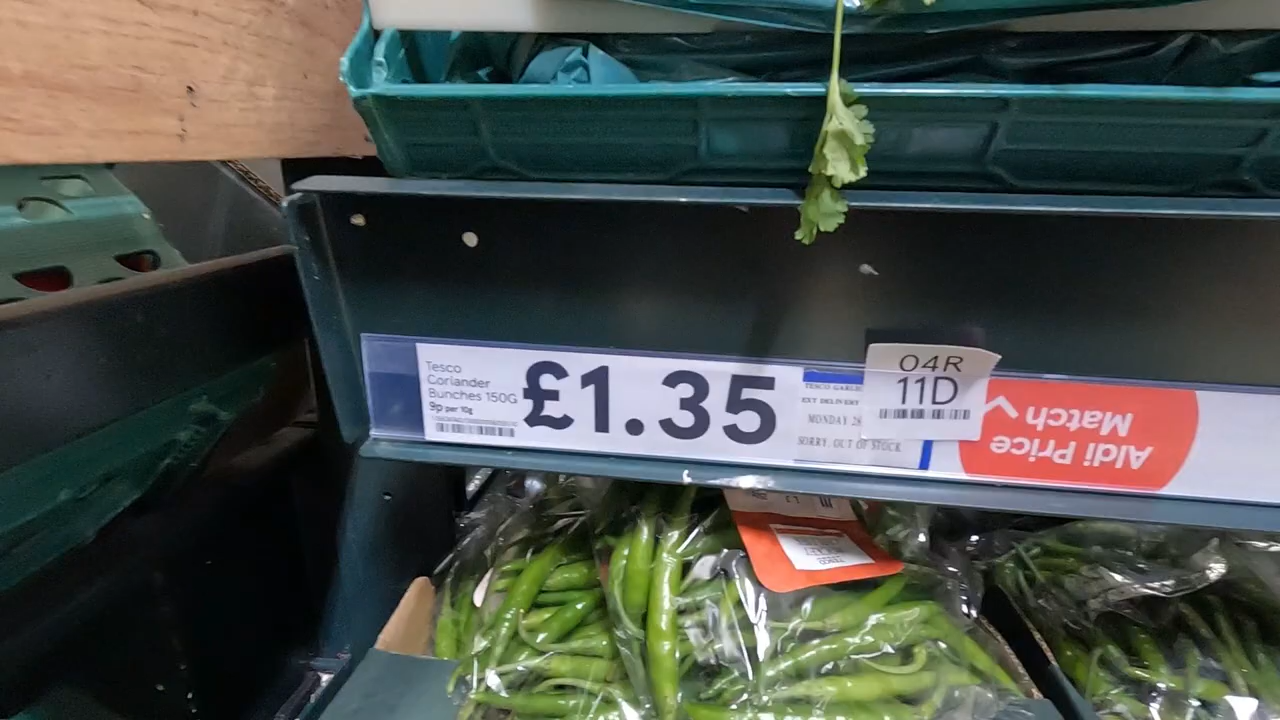 Tesco
Coriander
Bunches 150G
9p per 10g
£1.35
TESCO GARLI
EXT DELIVERY
MONDAY 28
SORRY, OUT OF STOCK
04R
11D
Aldi Price
Match